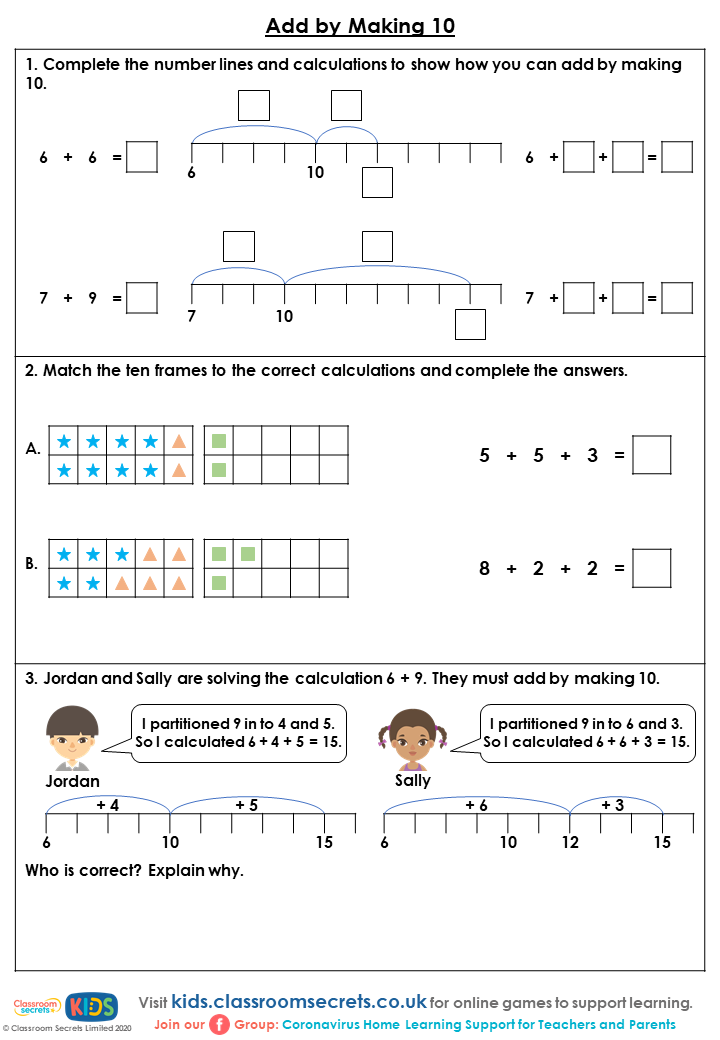 Add by Making 10
1. Complete the number lines and calculations to show how you can add by making
10.
6 + 6 =
6 10
6 + + =
7 + 9 =
7 10
7 + + =
2. Match the ten frames to the correct calculations and complete the answers.
A.
5 + 5 + 3 =
B.
8 + 2 + 2 =
3. Jordan and Sally are solving the calculation 6 + 9. They must add by making 10.
I partitioned 9 in to 4 and 5.
So I calculated 6 + 4 + 5 = 15.
Jordan
+ 4 + 5
6 10 15
I partitioned 9 in to 6 and 3.
So I calculated 6 + 6 + 3 = 15.
Sally
+ 6 + 3
6 10 12 15
Who is correct? Explain why.
Classroom
secrets
KIDS
© Classroom Secrets Limited 2020
Visit kids.classroomsecrets.co.uk for online games to support learning.
Join our f Group: Coronavirus Home Learning Support for Teachers and Parents